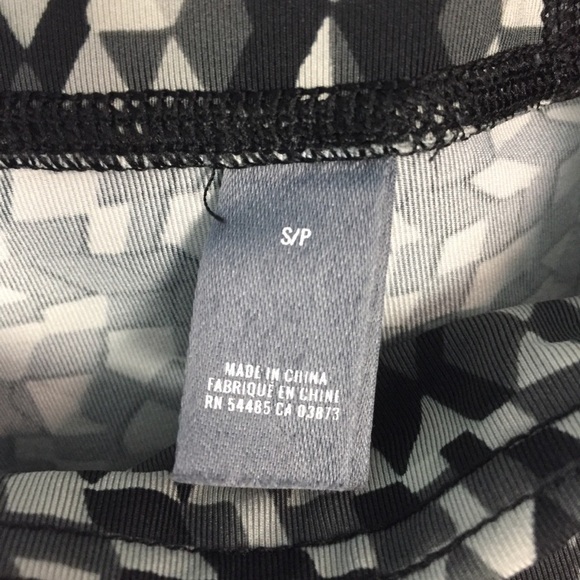 S/P
MADE IN CHINA
FABRIQUE EN CHINE
RN 54485 CA 03873